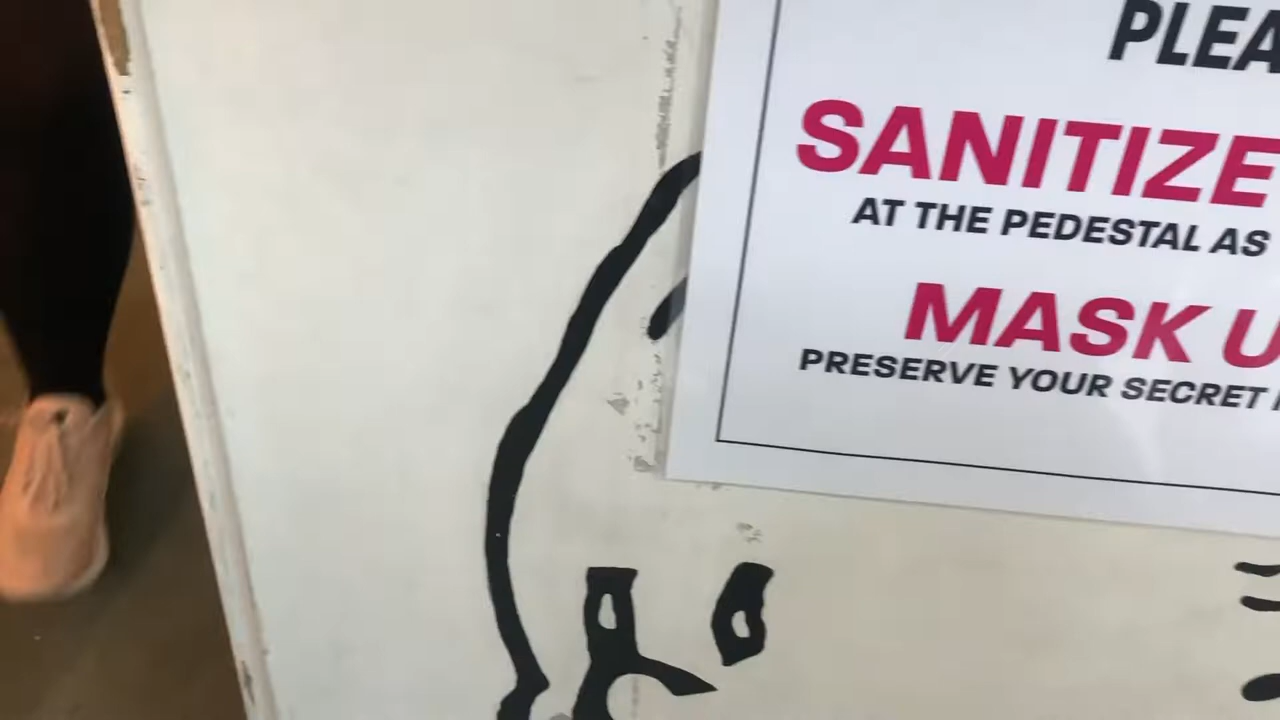 PLEA
SANITIZE
AT THE PEDESTAL AS
MASK U
PRESERVE YOUR SECRET